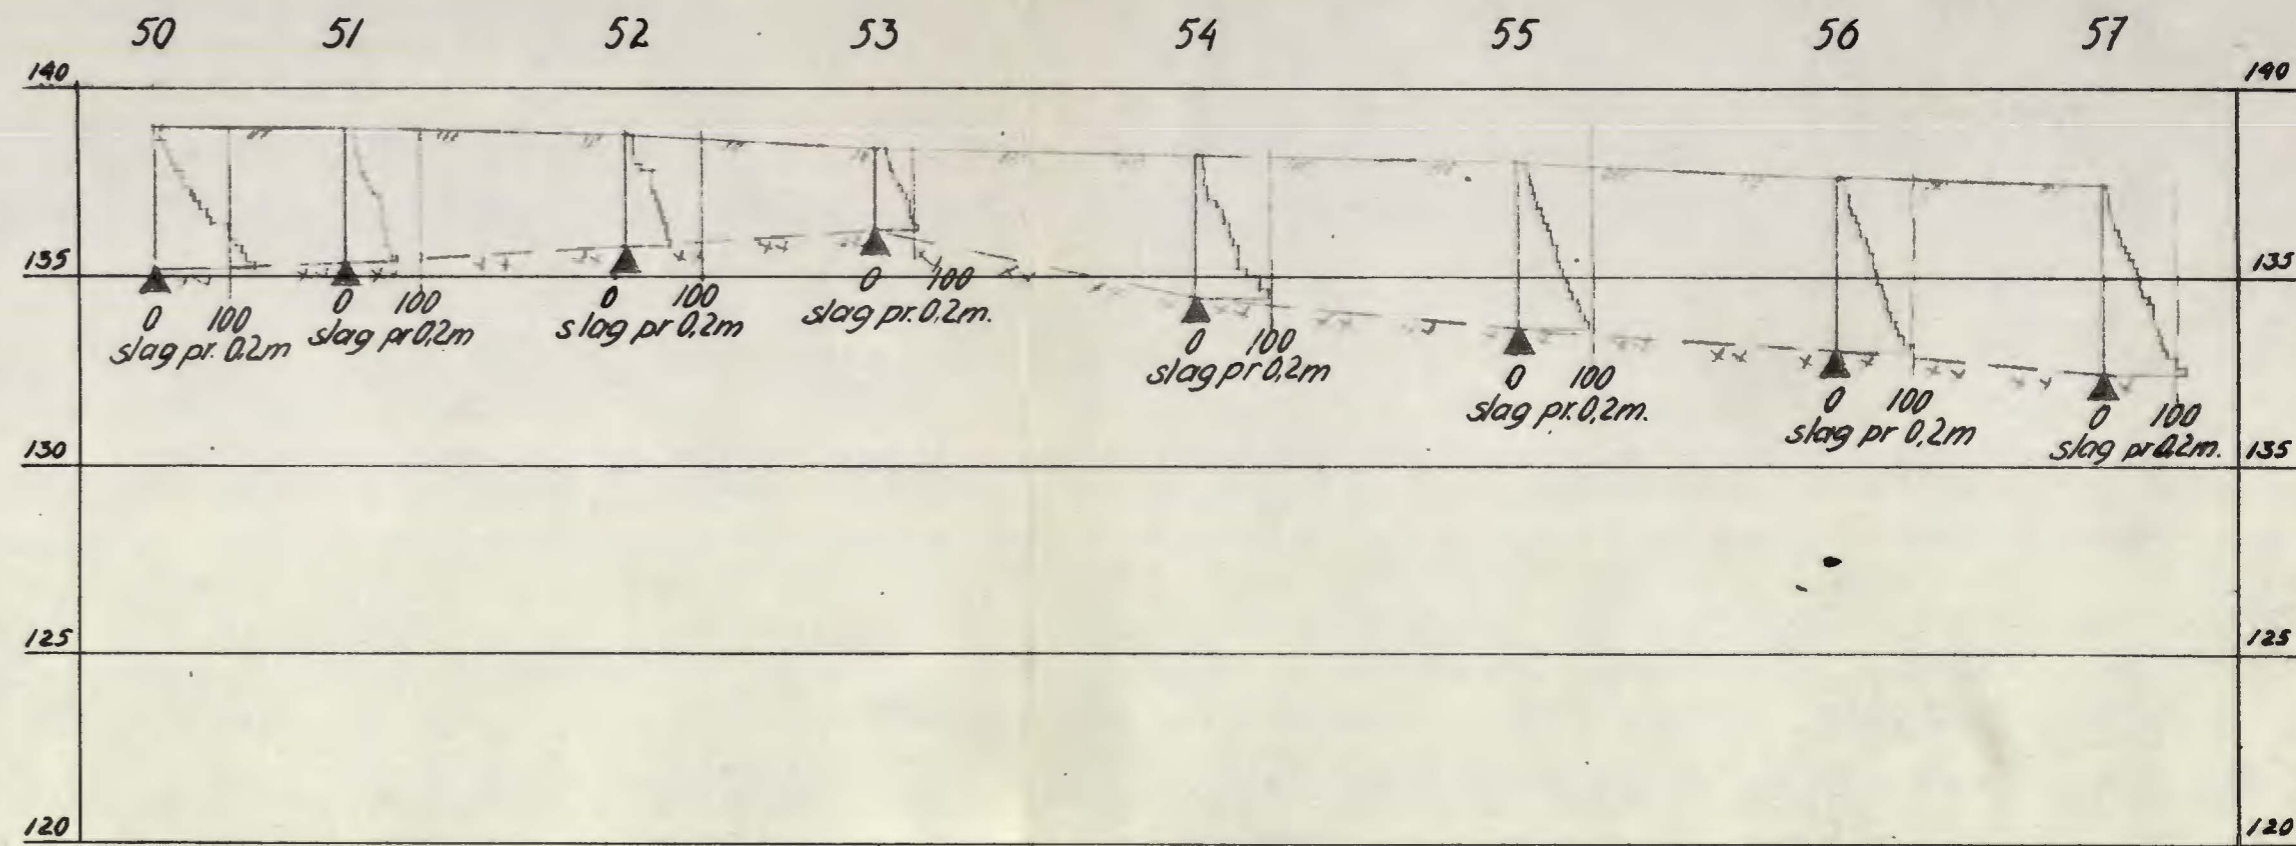 50 51 52 53 54 55 56 57
140 140
135 135
0 100
slag pr. 0.2m
0 100
slag pr 0,2m
0 100
slag pr 0.2m
0 100
slag pr. 0,2m.
0 100
slag pr 0,2m
0 100
slag pr. 0,2m.
0 100
slag pr 0,2m
0 100
slag pr 0.2m.
130 135
125 125
120 120